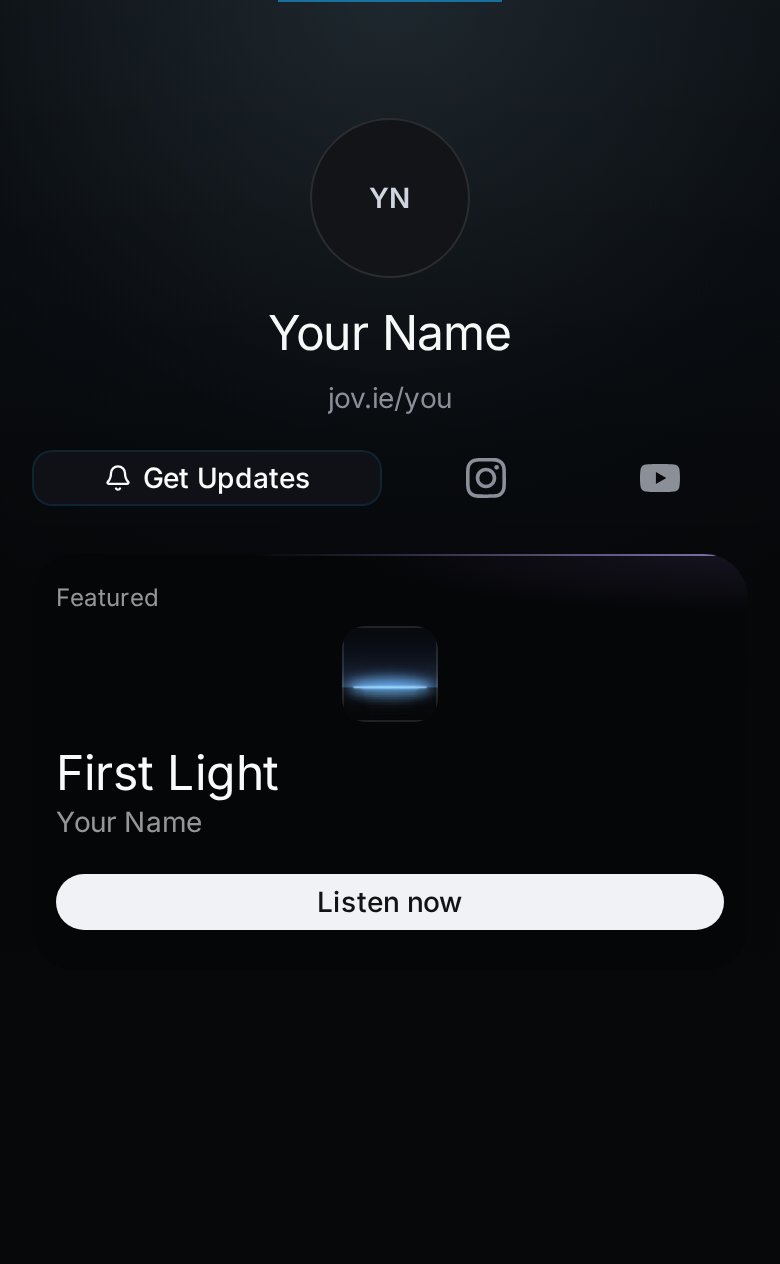 YN
Your Name
jov.ie/you
Get Updates
Featured
First Light
Your Name
Listen now